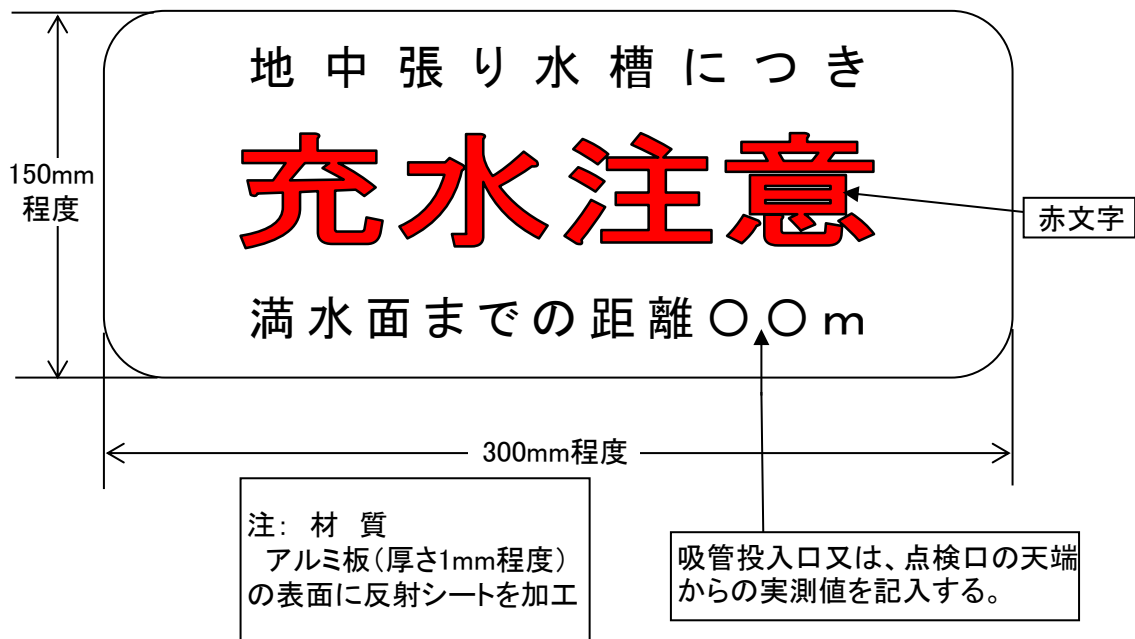 地中張り水槽につき
充水注意
満水面までの距離〇〇m
150mm
程度
赤文字
300mm程度
注： 材 質
アルミ板（厚さ1mm程度）
の表面に反射シートを加工
吸管投入口又は、点検口の天端
からの実測値を記入する。